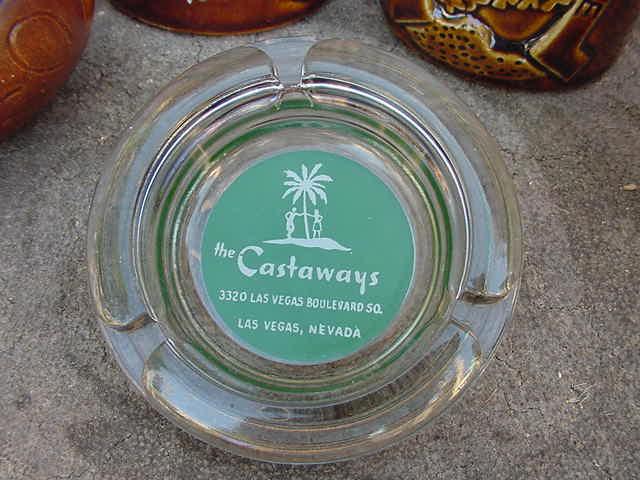 the Castaways
3320 LAS VEGAS BOULEVARD SO.
LAS VEGAS, NEVADA